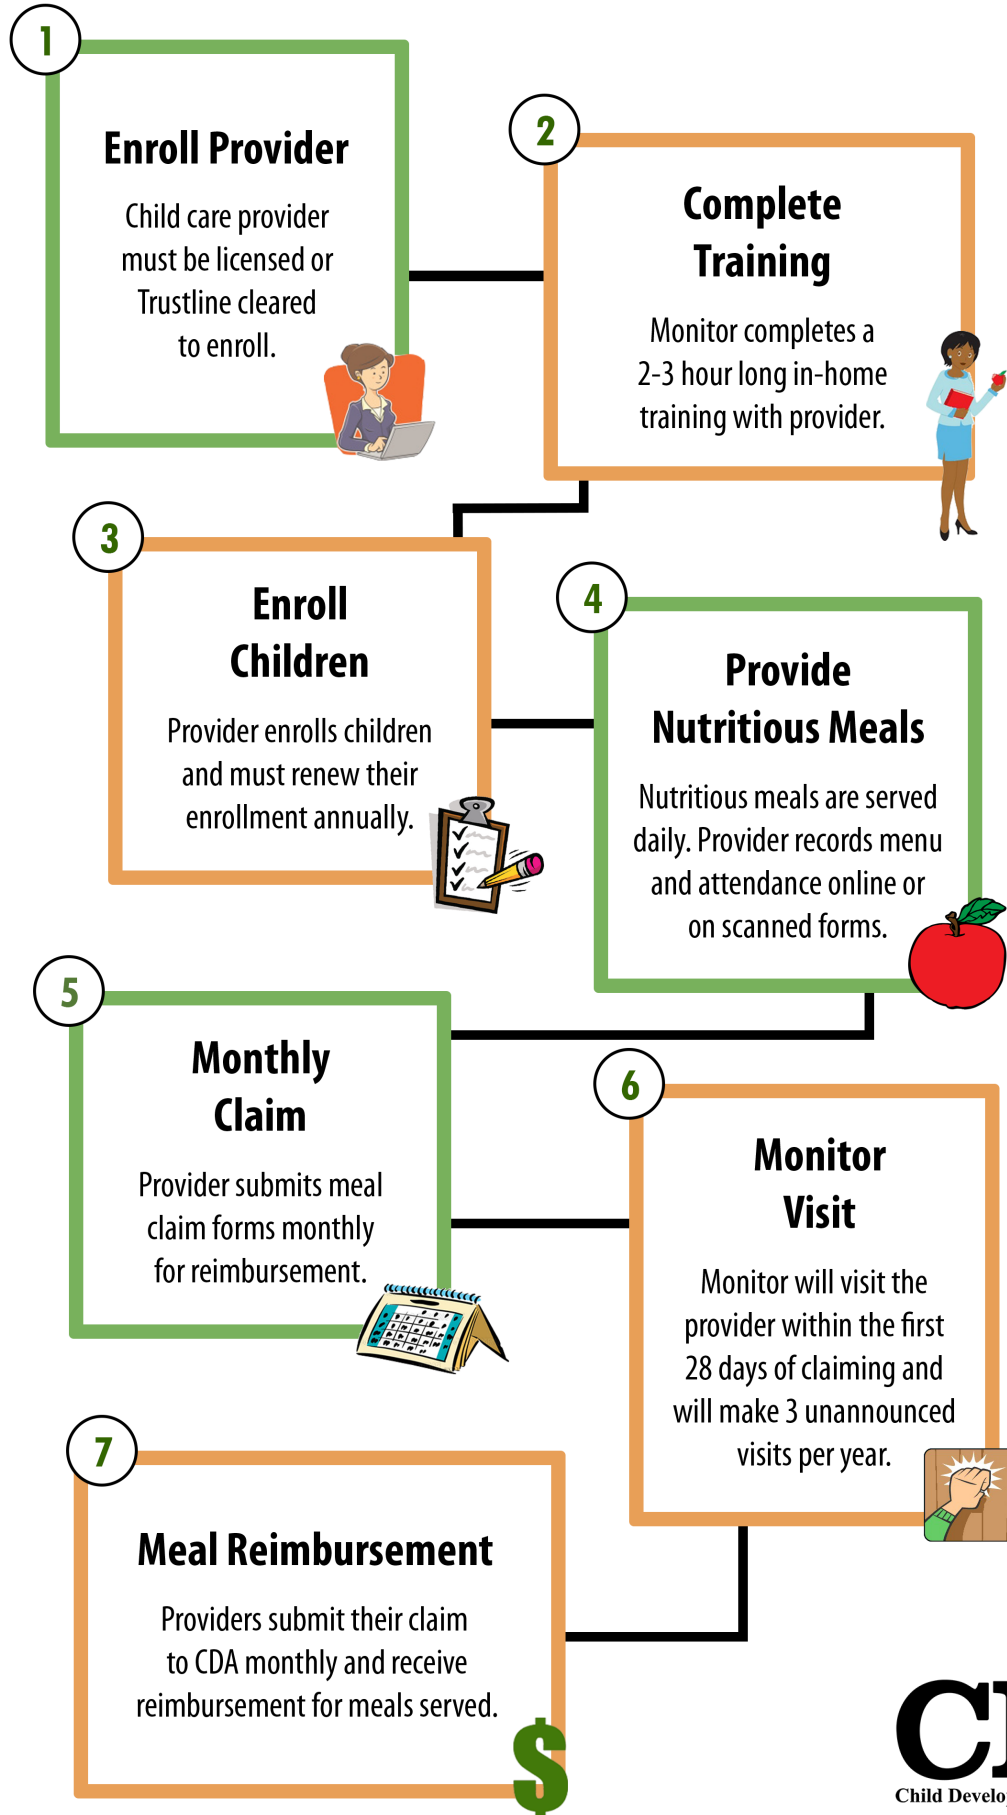 1
Enroll Provider
Child care provider
must be licensed or
Trustline cleared
to enroll.
2
Complete
Training
Monitor completes a
2-3 hour long in-home
training with provider.
3
Enroll
Children
Provider enrolls children
and must renew their
enrollment annually.
4
Provide
Nutritious Meals
Nutritious meals are served
daily. Provider records menu
and attendance online or
on scanned forms.
5
Monthly
Claim
Provider submits meal
claim forms monthly
for reimbursement.
6
Monitor
Visit
Monitor will visit the
provider within the first
28 days of claiming and
will make 3 unannounced
visits per year.
7
Meal Reimbursement
Providers submit their claim
to CDA monthly and receive
reimbursement for meals served.
$
C
Child Develo